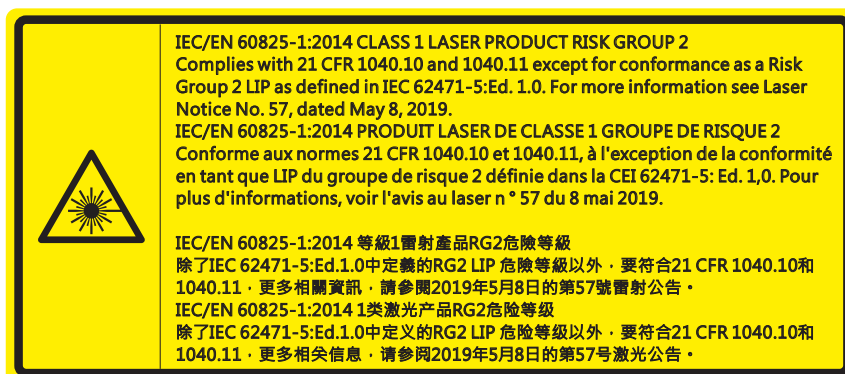 IEC/EN 60825-1:2014 CLASS 1 LASER PRODUCT RISK GROUP 2
Complies with 21 CFR 1040.10 and 1040.11 except for conformance as a Risk
Group 2 LIP as defined in IEC 62471-5:Ed. 1.0. For more information see Laser
Notice No. 57, dated May 8, 2019.
IEC/EN 60825-1:2014 PRODUIT LASER DE CLASSE 1 GROUPE DE RISQUE 2
Conforme aux normes 21 CFR 1040.10 et 1040.11, à l'exception de la conformité
en tant que LIP du groupe de risque 2 définie dans la CEI 62471-5: Ed. 1,0. Pour
plus d'informations, voir l'avis au laser n ° 57 du 8 mai 2019.
IEC/EN 60825-1:2014 等級1雷射產品RG2危險等級
除了IEC 62471-5:Ed.1.0中定義的RG2 LIP 危險等級以外，要符合21 CFR 1040.10和
1040.11，更多相關資訊，請參閱2019年5月8日的第57號雷射公告。
IEC/EN 60825-1:2014 1类激光产品RG2危险等级
除了IEC 62471-5:Ed.1.0中定义的RG2 LIP 危险等级以外，要符合21 CFR 1040.10和
1040.11，更多相关信息，请参阅2019年5月8日的第57号激光公告。